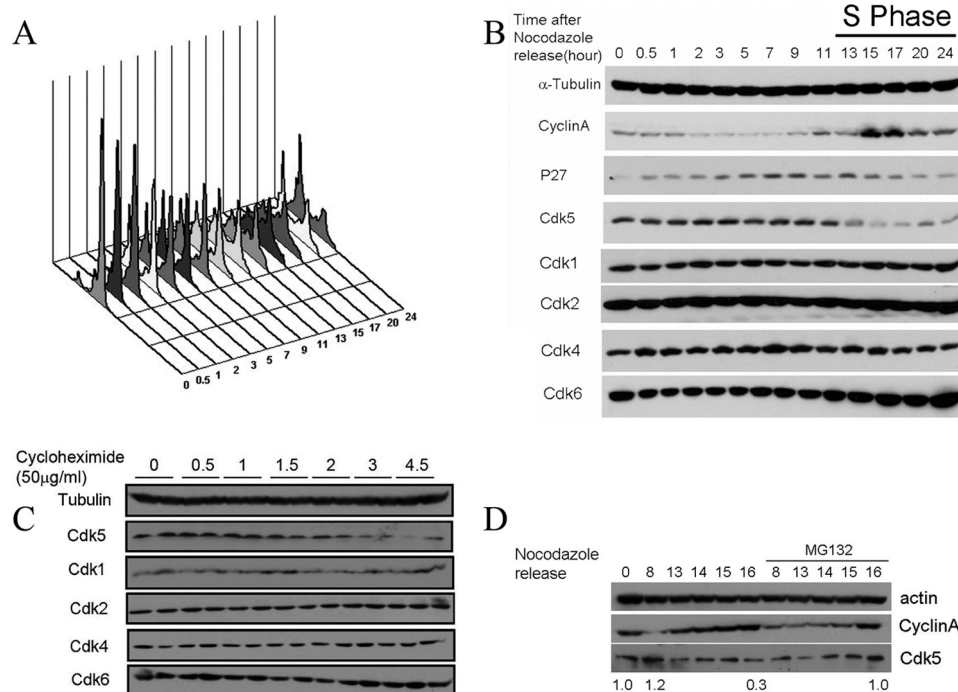 A
0 0.5 1 2 3 5 7 9 11 13 15 17 20 24
B
Time after
Nocodazole
release(hour)
S Phase
0 0.5 1 2 3 5 7 9 11 13 15 17 20 24
α-Tubulin
CyclinA
P27
Cdk5
Cdk1
Cdk2
Cdk4
Cdk6
C
Cycloheximide
(50μg/ml)
0 0.5 1 1.5 2 3 4.5
Tubulin
Cdk5
Cdk1
Cdk2
Cdk4
Cdk6
D
Nocodazole
release
MG132
0 8 13 14 15 16 8 13 14 15 16
actin
CyclinA
Cdk5
1.0 1.2 0.3 1.0